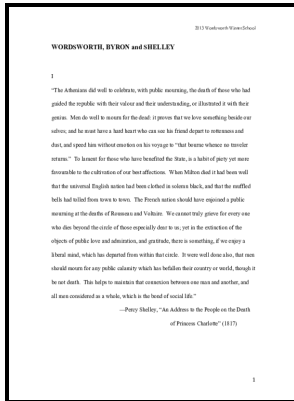 2013 Wordsworth Winter School
WORDSWORTH, BYRON and SHELLEY
I
“The Athenians did well to celebrate, with public mourning, the death of those who had
guided the republic with their valour and their understanding, or illustrated it with their
genius. Men do well to mourn for the dead: it proves that we love something beside our
selves; and he must have a hard heart who can see his friend depart to rottenness and
dust, and speed him without emotion on his voyage to “that bourne whence no traveler
returns.” To lament for those who have benefited the State, is a habit of piety yet more
favourable to the cultivation of our best affections. When Milton died it had been well
that the universal English nation had been clothed in solemn black, and that the muffled
bells had tolled from town to town. The French nation should have enjoined a public
mourning at the deaths of Rousseau and Voltaire. We cannot truly grieve for every one
who dies beyond the circle of those especially dear to us; yet in the extinction of the
objects of public love and admiration, and gratitude, there is something, if we enjoy a
liberal mind, which has departed from within that circle. It were well done also, that men
should mourn for any public calamity which has befallen their country or world, though it
be not death. This helps to maintain that connexion between one man and another, and
all men considered as a whole, which is the bond of social life.”
—Percy Shelley, “An Address to the People on the Death
of Princess Charlotte” (1817)
1